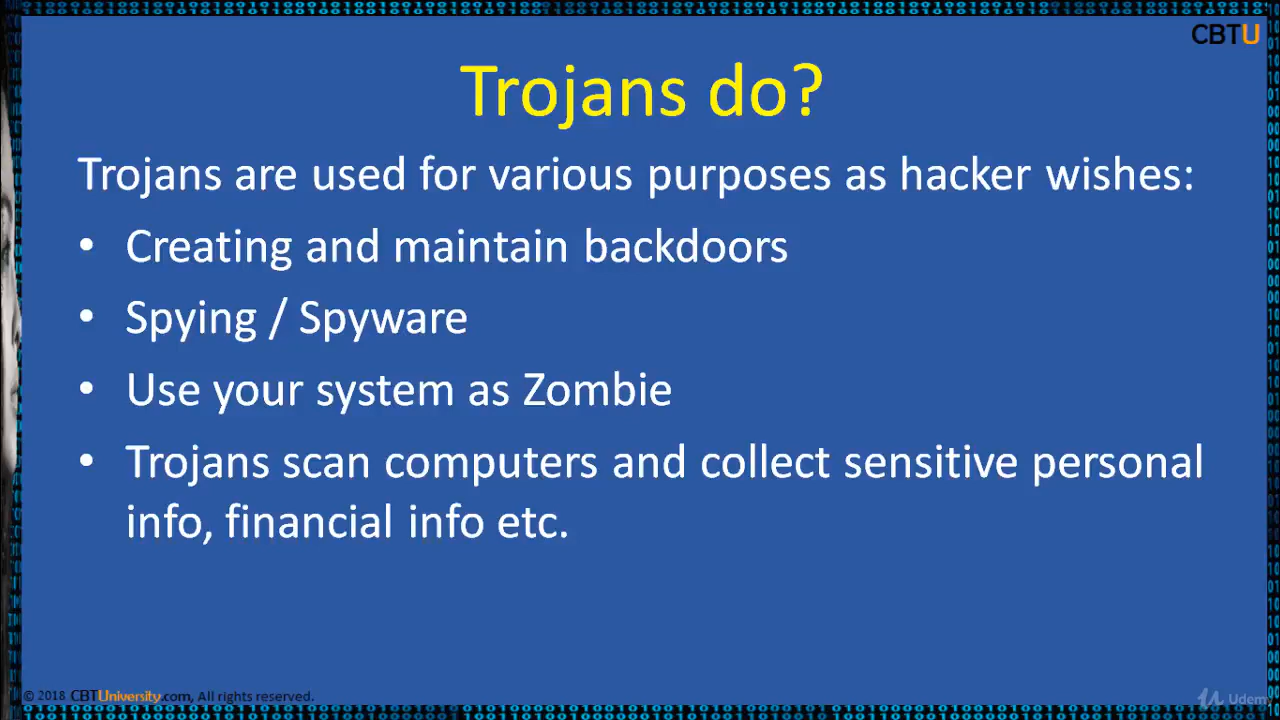 CBTU
Trojans do?
Trojans are used for various purposes as hacker wishes:
• Creating and maintain backdoors
• Spying / Spyware
• Use your system as Zombie
• Trojans scan computers and collect sensitive personal
info, financial info etc.
© 2018 CBTUniversity.com, All rights reserved.
Udemy